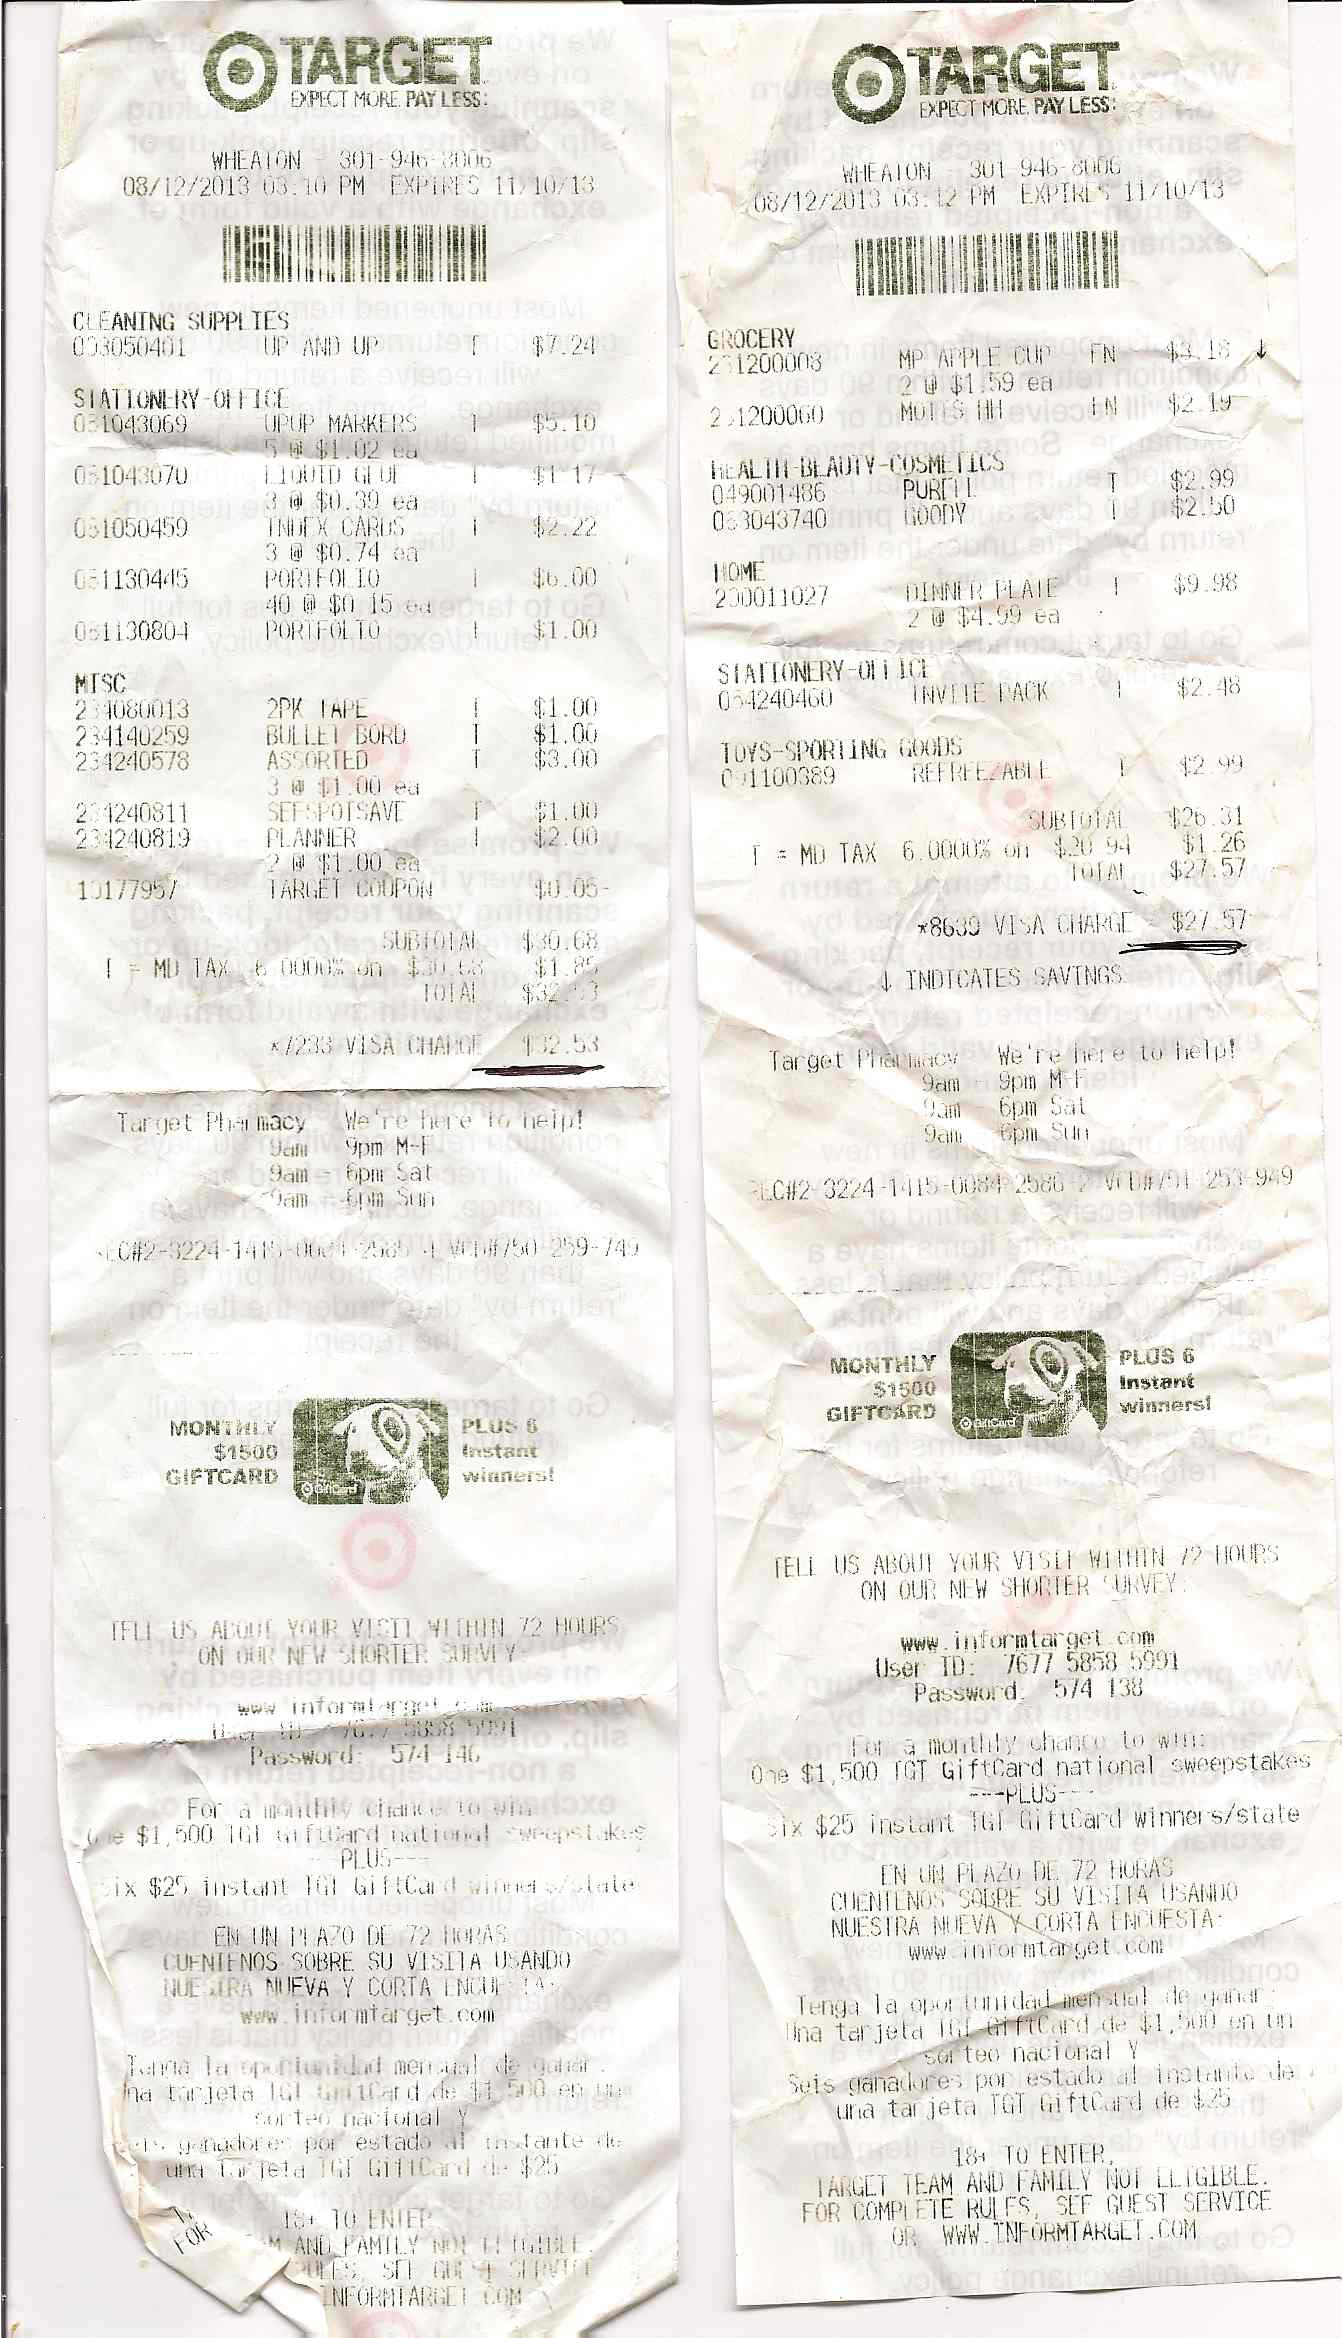 TARGET
EXPECT MORE. PAY LESS.
WHEATON - 301-946-8006
08/12/2013 03:10 PM EXPIRES 11/10/13
CLEANING SUPPLIES
003050401 UP AND UP T $7.24
STATIONERY-OFFICE
051043069 UPUP MARKERS T $5.10
5 @ $1.02 ea
051043070 LIQUID GLUE T $1.17
3 @ $0.39 ea
051050459 INDEX CARDS T $2.22
3 @ $0.74 ea
081130445 PORTFOLIO T $6.00
40 @ $0.15 ea
081130804 PORTFOLIO T $1.00
MISC
234080013 2PK TAPE T $1.00
234140259 BULLET BORD T $1.00
234240578 ASSORTED T $3.00
3 @ $1.00 ea
234240811 SEESPOTSAVE T $1.00
234240819 PLANNER T $2.00
2 @ $1.00 ea
10177957 TARGET COUPON $0.05-
SUBTOTAL $30.68
T = MD TAX 6.0000% on $30.68 $1.85
TOTAL $32.53
*7233 VISA CHARGE $32.53
Target Pharmacy We're here to help!
9am - 9pm M-F
9am - 6pm Sat
9am - 6pm Sun
VCD#750-259-749
MONTHLY
$1500
GIFTCARD
GiftCard
PLUS 6
Instant
winners!
TELL US ABOUT YOUR VISIT WITHIN 72 HOURS
ON OUR NEW SHORTER SURVEY:
www.informtarget.com
User ID: 7677 5858 5991
Password: 574 146
For a monthly chance to win:
One $1,500 TGT GiftCard national sweepstakes
---PLUS---
Six $25 instant TGT GiftCard winners/state
EN UN PLAZO DE 72 HORAS
CUENTENOS SOBRE SU VISITA USANDO
NUESTRA NUEVA Y CORTA ENCUESTA:
www.informtarget.com
Tenga la oportunidad mensual de ganar:
Una tarjeta TGT GiftCard de $1,500 en un
sorteo nacional Y
Seis ganadores por estado al instante de
una tarjeta TGT GiftCard de $25
18+ TO ENTER
AND FAMILY NOT ELIGIBLE.
FOR RULES, SEE GUEST SERVICE
INFORMTARGET.COM
TARGET
EXPECT MORE. PAY LESS.
WHEATON - 301-946-8006
08/12/2013 03:12 PM EXPIRES 11/10/13
GROCERY
261200008 MP APPLE CUP FN $3.18 ↓
2 @ $1.59 ea
261200060 MOTTS HH FN $2.19
HEALTH-BEAUTY-COSMETICS
049001486 PURELL T $2.99
063043740 GOODY T $2.50
HOME
200011027 DINNER PLATE T $9.98
2 @ $4.99 ea
STATIONERY-OFFICE
054240460 INVITE PACK T $2.48
TOYS-SPORTING GOODS
091100389 REFREEZABLE T $2.99
SUBTOTAL $26.31
T = MD TAX 6.0000% on $20.94 $1.26
TOTAL $27.57
*8639 VISA CHARGE $27.57
↓ INDICATES SAVINGS
Target Pharmacy We're here to help!
9am - 9pm M-F
9am 6pm Sat
9am 6pm Sun
REC#2-3224-1415-0084-2586-2 VCD#751-253-949
MONTHLY
$1500
GIFTCARD
GiftCard
PLUS 6
Instant
winners!
TELL US ABOUT YOUR VISIT WITHIN 72 HOURS
ON OUR NEW SHORTER SURVEY:
www.informtarget.com
User ID: 7677 5858 5991
Password: 574 138
For a monthly chance to win:
One $1,500 TGT GiftCard national sweepstakes
---PLUS---
Six $25 instant TGT GiftCard winners/state
EN UN PLAZO DE 72 HORAS
CUENTENOS SOBRE SU VISITA USANDO
NUESTRA NUEVA Y CORTA ENCUESTA:
www.informtarget.com
Tenga la oportunidad mensual de ganar:
Una tarjeta TGT GiftCard de $1,500 en un
sorteo nacional Y
Seis ganadores por estado al instante de
una tarjeta TGT GiftCard de $25
18+ TO ENTER,
TARGET TEAM AND FAMILY NOT ELIGIBLE.
FOR COMPLETE RULES, SEE GUEST SERVICE
OR WWW.INFORMTARGET.COM